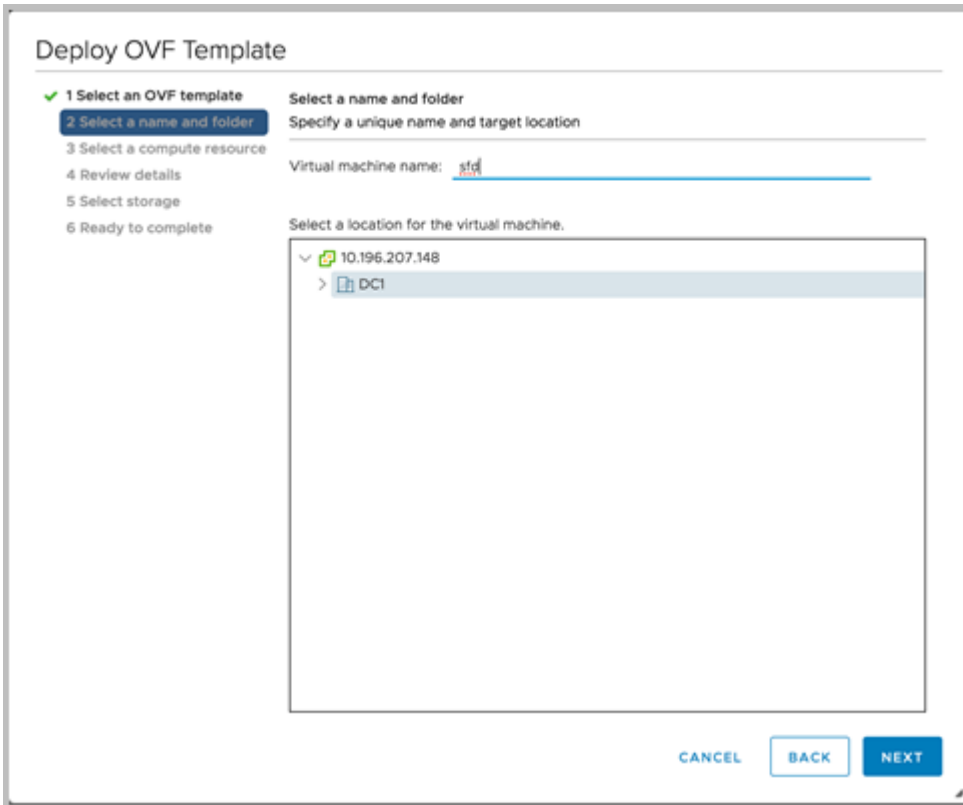 Deploy OVF Template
1 Select an OVF template
2 Select a name and folder
3 Select a compute resource
4 Review details
5 Select storage
6 Ready to complete
Select a name and folder
Specify a unique name and target location
Virtual machine name: sfd
Select a location for the virtual machine.
10.196.207.148
DC1
CANCEL BACK NEXT